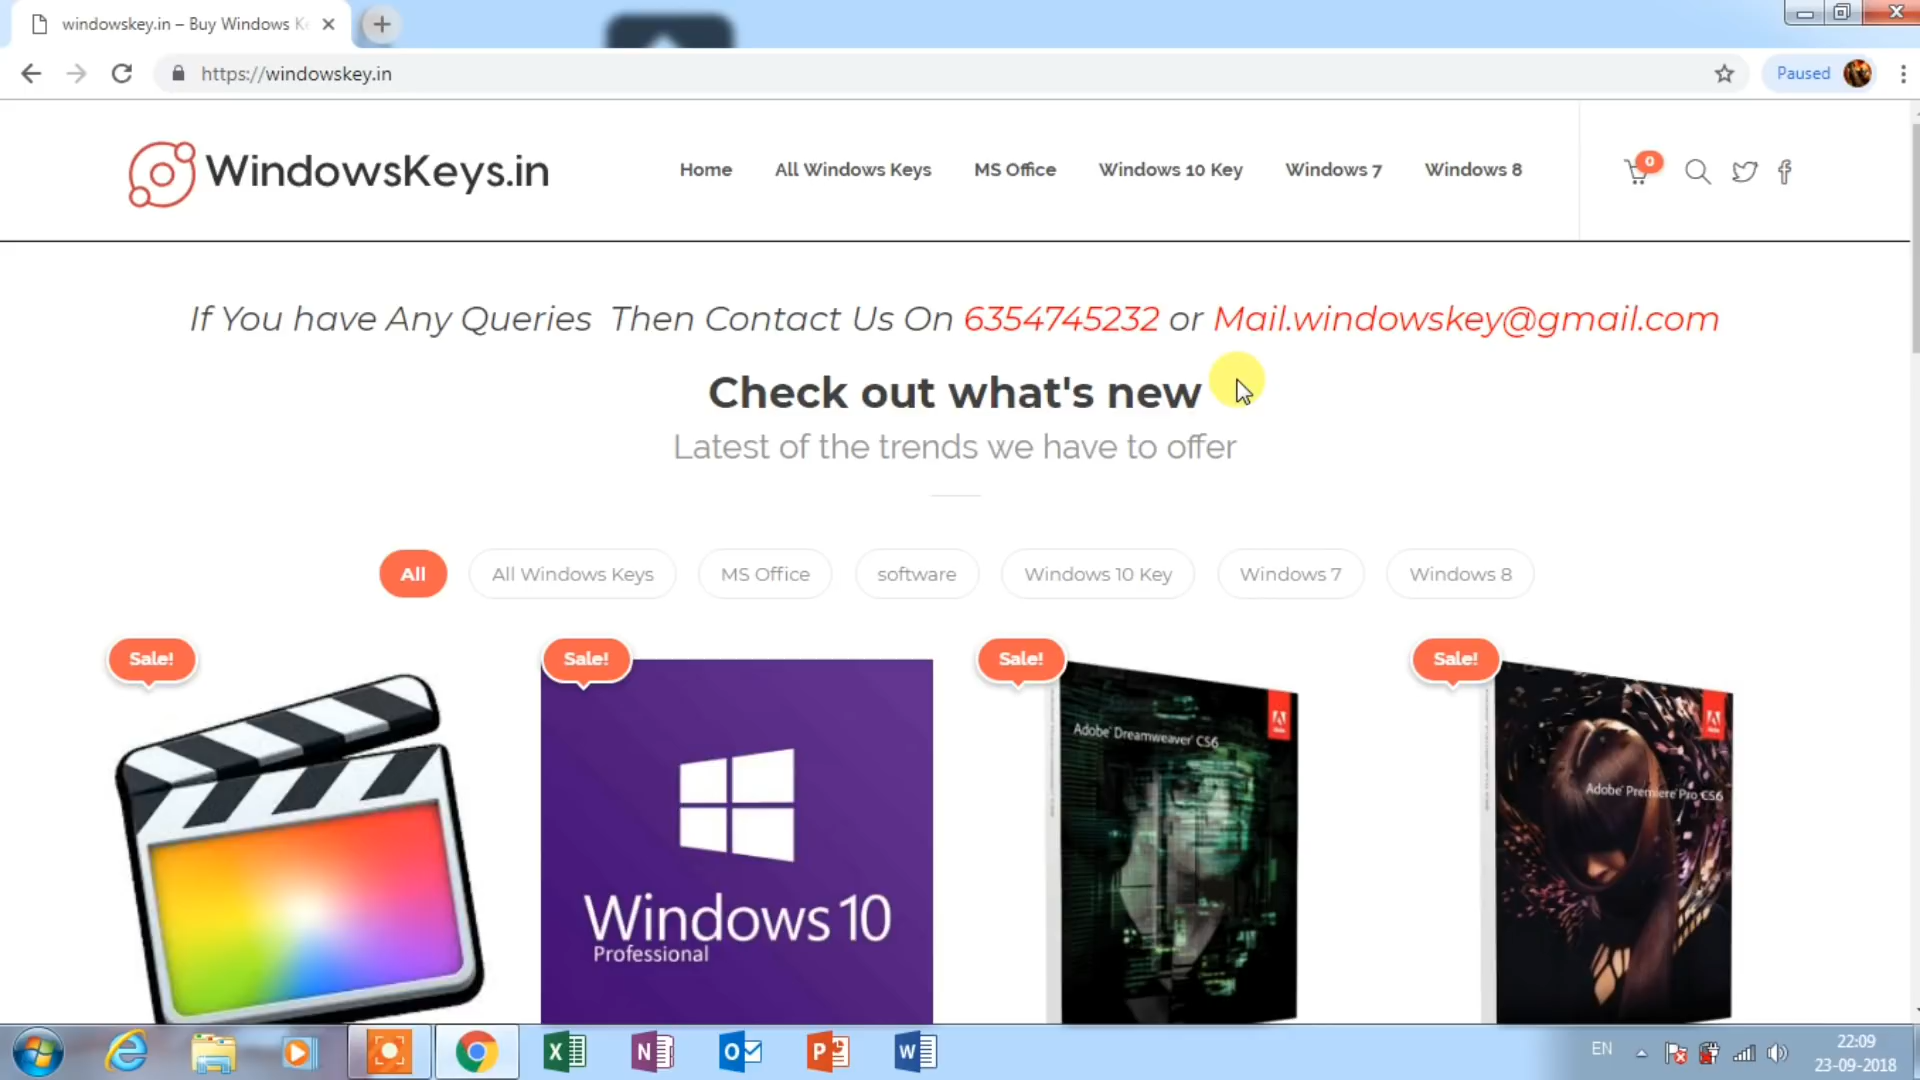 windowskey.in – Buy Windows Ke
https://windowskey.in
Paused
WindowsKeys.in
Home
All Windows Keys
MS Office
Windows 10 Key
Windows 7
Windows 8
0
If You have Any Queries Then Contact Us On 6354745232 or Mail.windowskey@gmail.com
Check out what's new
Latest of the trends we have to offer
All
All Windows Keys
MS Office
software
Windows 10 Key
Windows 7
Windows 8
Sale!
Sale!
Sale!
Sale!
Windows 10
Professional
Adobe Dreamweaver CS6
Adobe Premiere Pro CS6
EN
22:09
23-09-2018